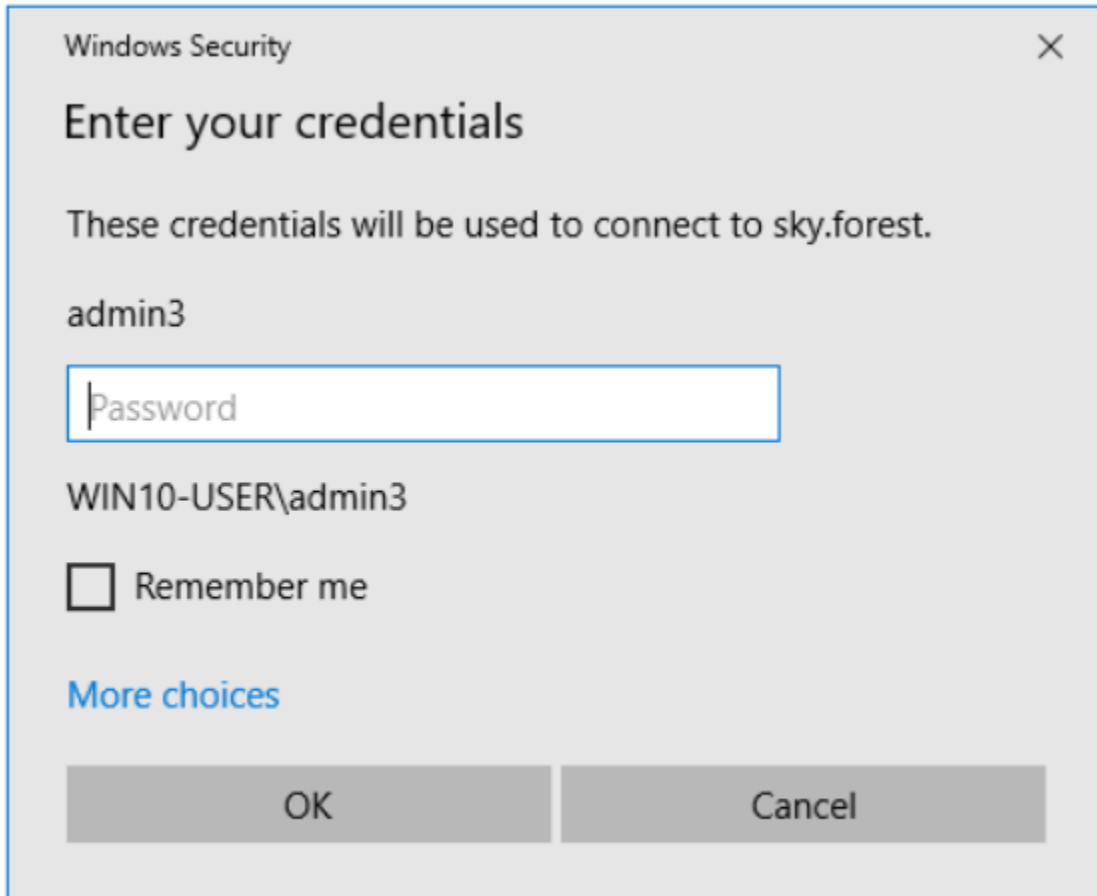 Windows Security
Enter your credentials
These credentials will be used to connect to sky.forest.
admin3
Password
WIN10-USER\admin3
Remember me
More choices
OK
Cancel